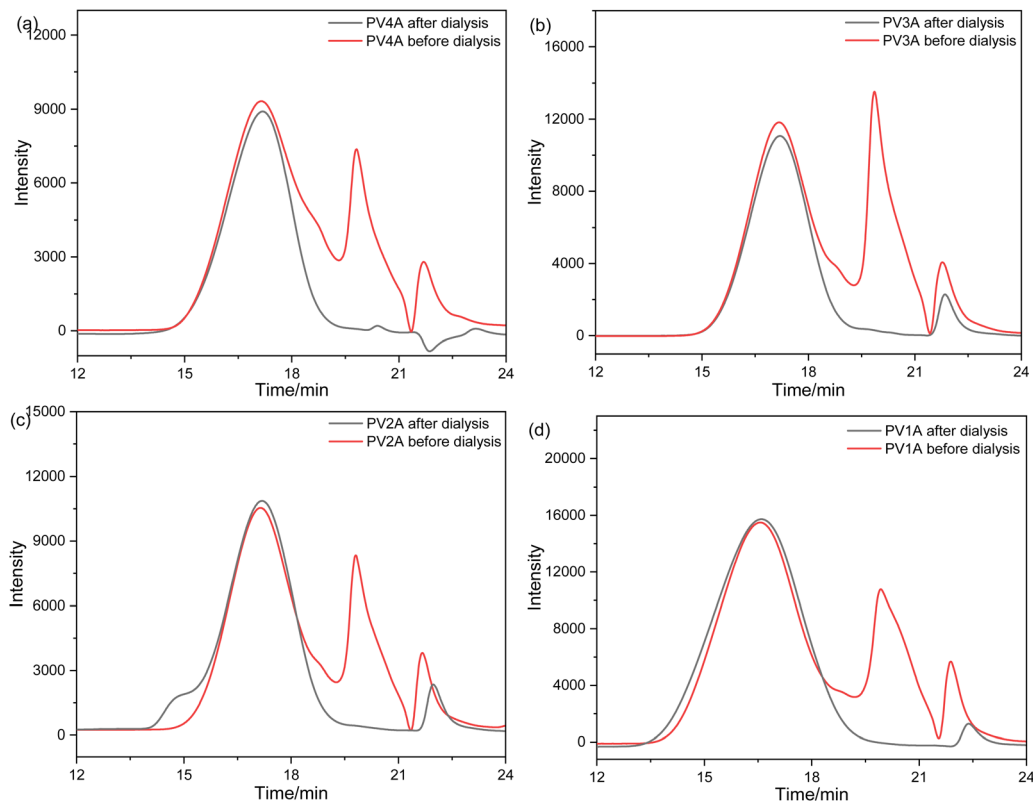 (a)
PV4A after dialysis
PV4A before dialysis
12000
9000
6000
3000
0
Intensity
12 15 18 21 24
Time/min
(b)
PV3A after dialysis
PV3A before dialysis
16000
12000
8000
4000
0
Intensity
12 15 18 21 24
Time/min
(c)
PV2A after dialysis
PV2A before dialysis
15000
12000
9000
6000
3000
0
Intensity
12 15 18 21 24
Time/min
(d)
PV1A after dialysis
PV1A before dialysis
20000
16000
12000
8000
4000
0
Intensity
12 15 18 21 24
Time/min